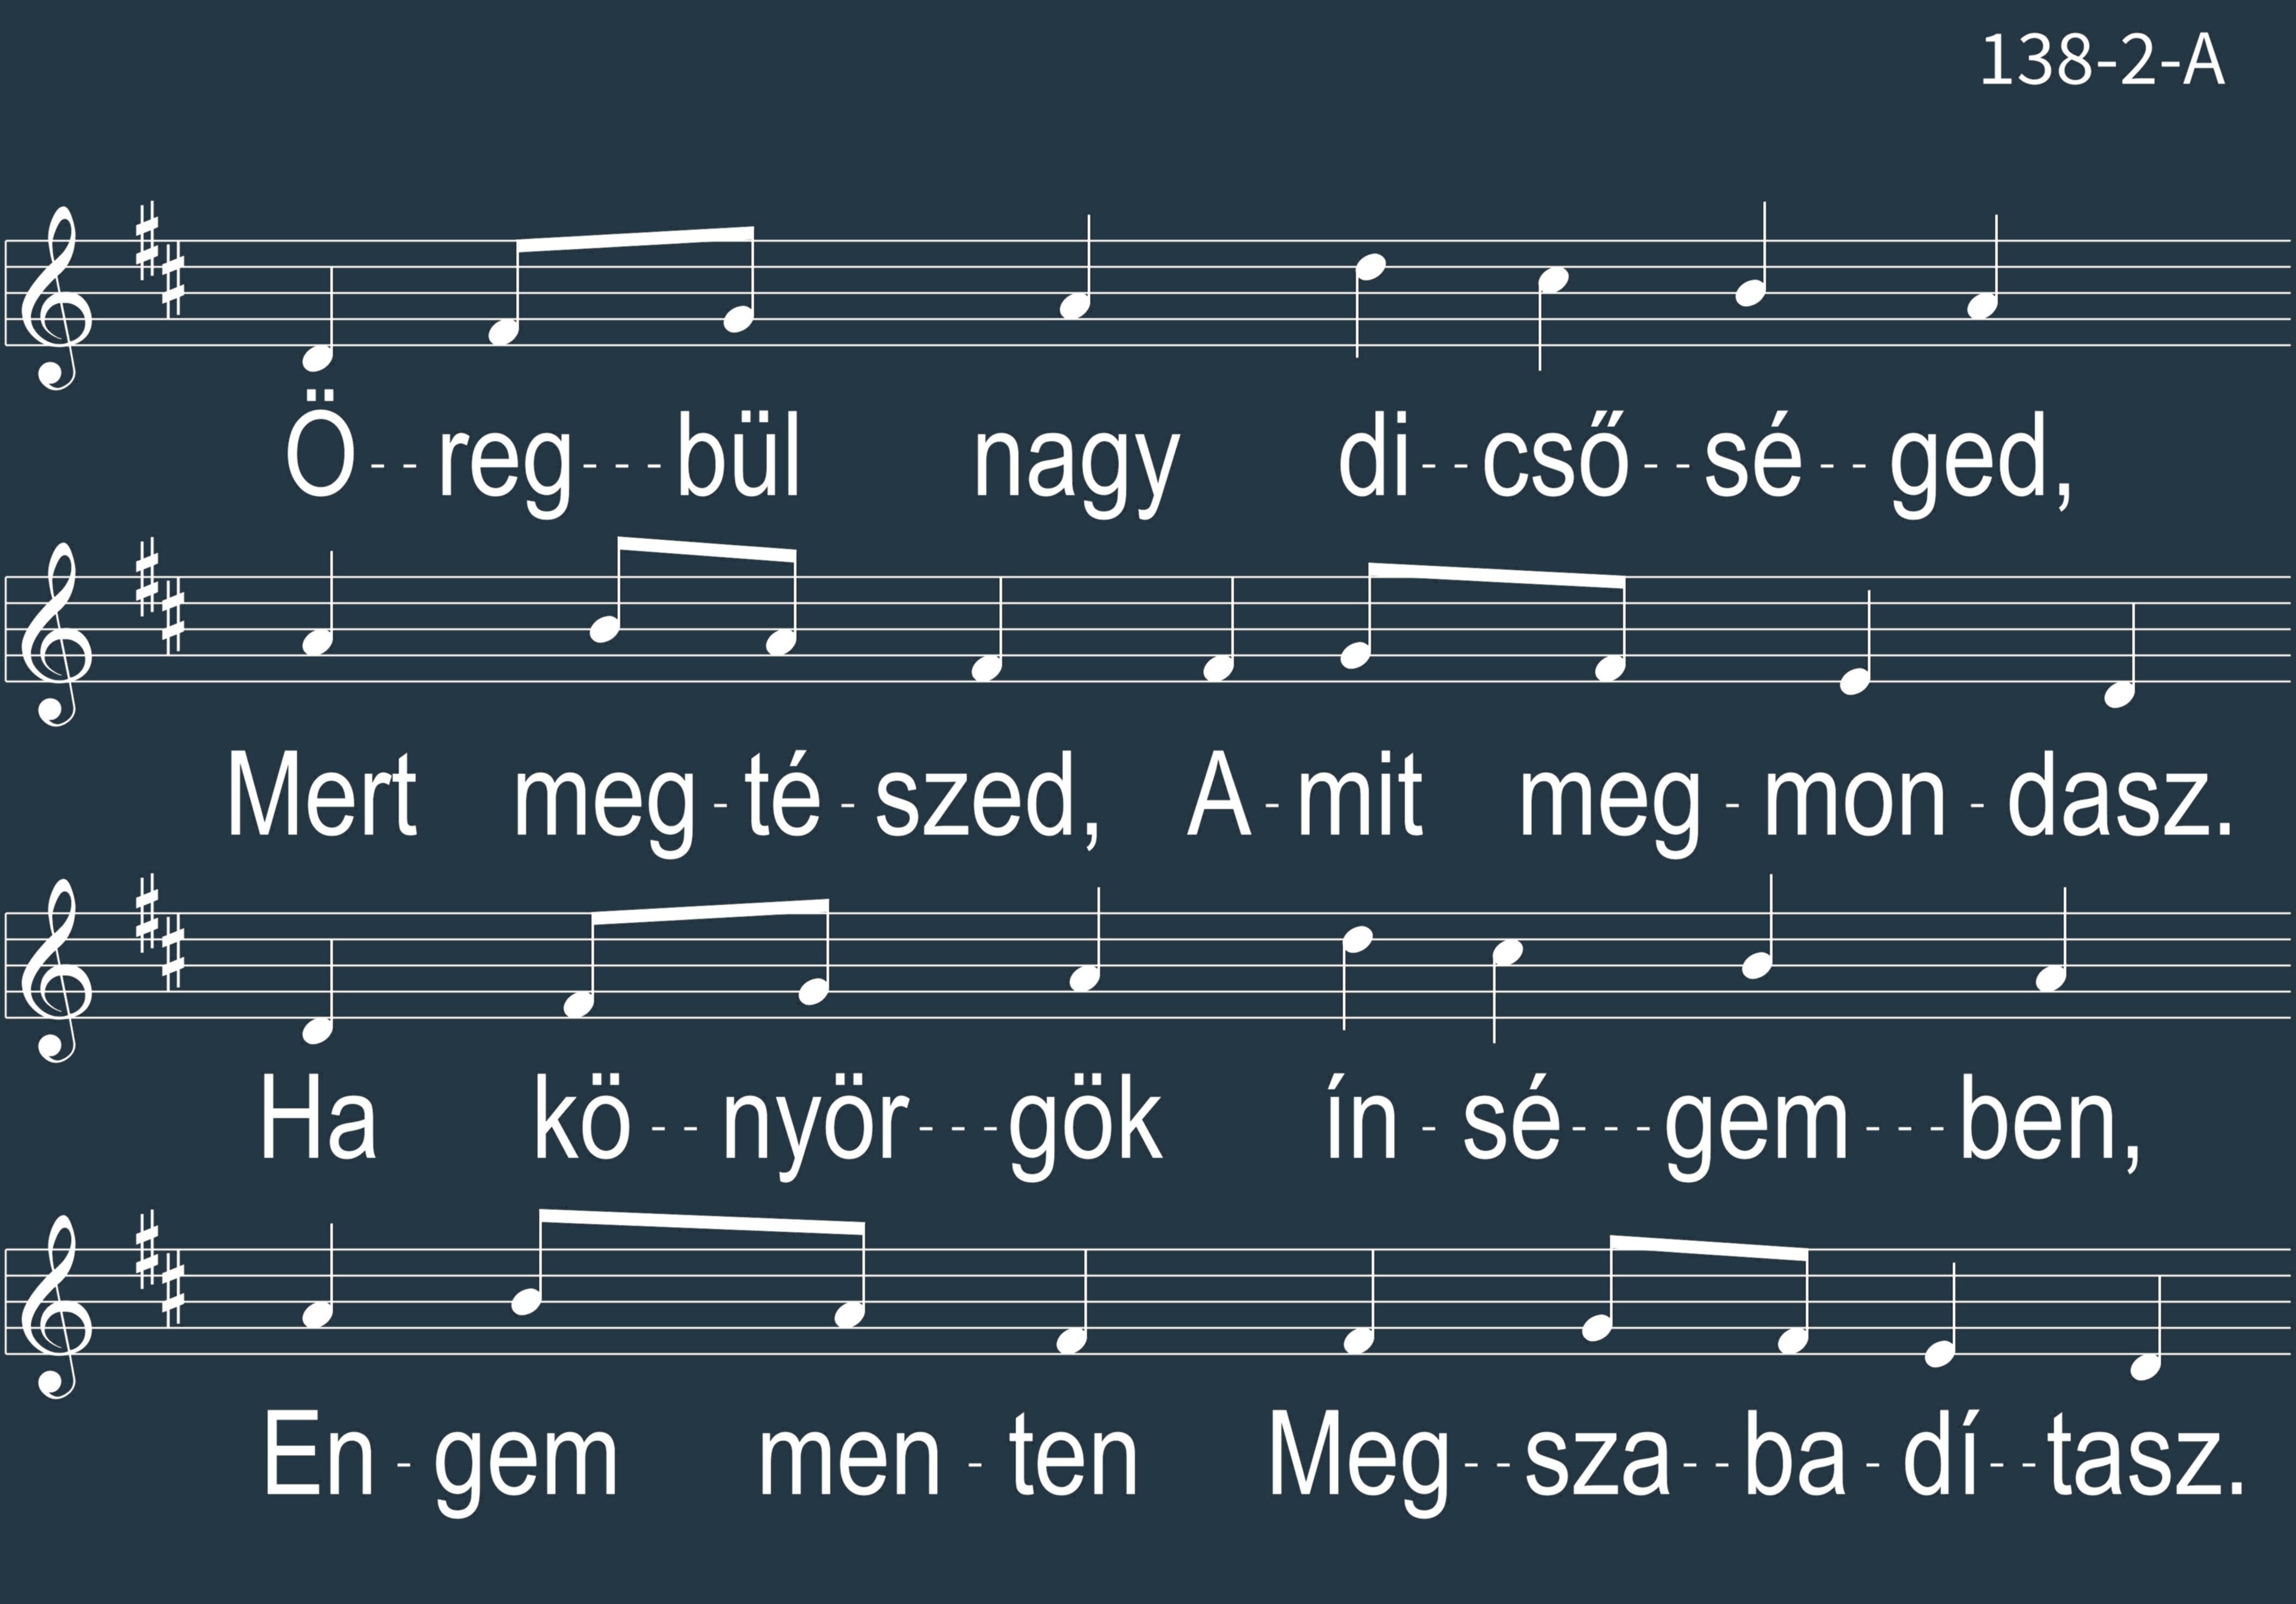 138-2-A
Ö--reg---bül nagy di--cső--sé--ged,
Mert meg-té-szed, A-mit meg-mon-dasz.
Ha kö--nyör---gök ín-sé---gem---ben,
En-gem men-ten Meg--sza--ba-dí--tasz.